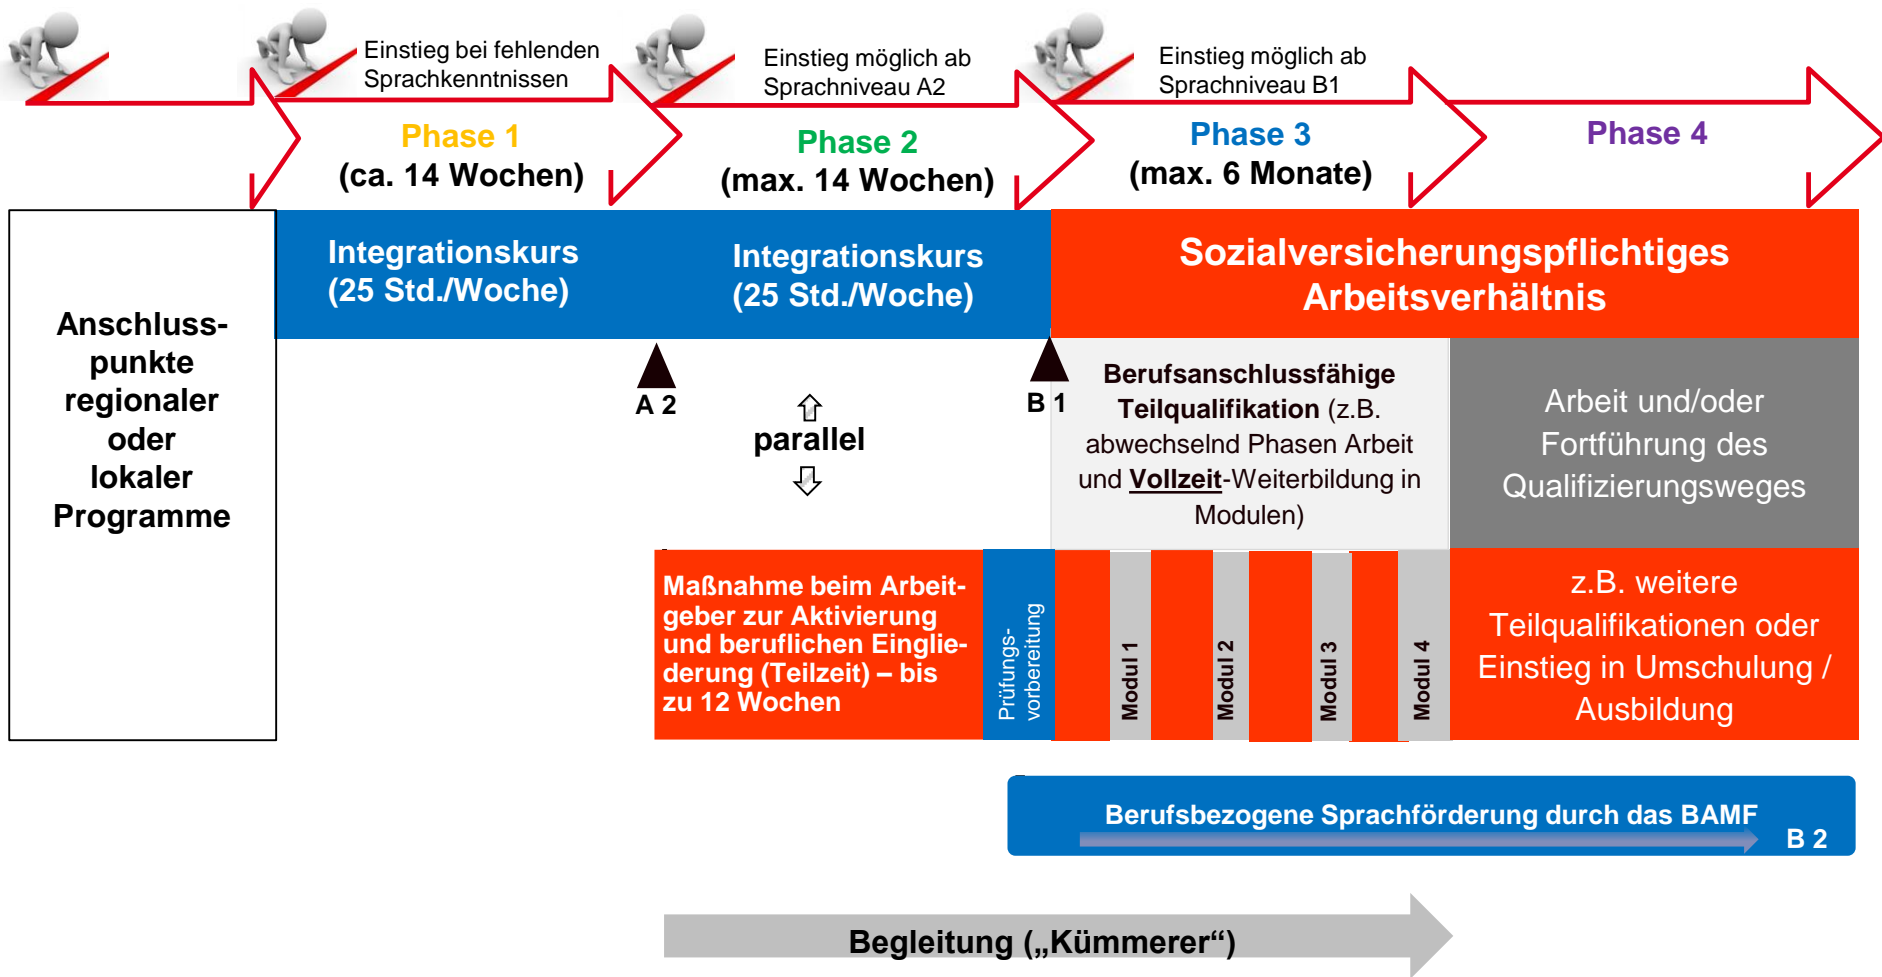 Einstieg bei fehlenden
Sprachkenntnissen
Einstieg möglich ab
Sprachniveau A2
Einstieg möglich ab
Sprachniveau B1
Phase 1
(ca. 14 Wochen)
Phase 2
(max. 14 Wochen)
Phase 3
(max. 6 Monate)
Phase 4
Anschluss-
punkte
regionaler
oder
lokaler
Programme
Integrationskurs
(25 Std./Woche)
Integrationskurs
(25 Std./Woche)
Sozialversicherungspflichtiges
Arbeitsverhältnis
A 2
parallel
B 1
Berufsanschlussfähige
Teilqualifikation (z.B.
abwechselnd Phasen Arbeit
und Vollzeit-Weiterbildung in
Modulen)
Arbeit und/oder
Fortführung des
Qualifizierungsweges
Maßnahme beim Arbeit-
geber zur Aktivierung
und beruflichen Einglie-
derung (Teilzeit) – bis
zu 12 Wochen
Prüfungs-
vorbereitung
Modul 1
Modul 2
Modul 3
Modul 4
z.B. weitere
Teilqualifikationen oder
Einstieg in Umschulung /
Ausbildung
Berufsbezogene Sprachförderung durch das BAMF
B 2
Begleitung („Kümmerer“)